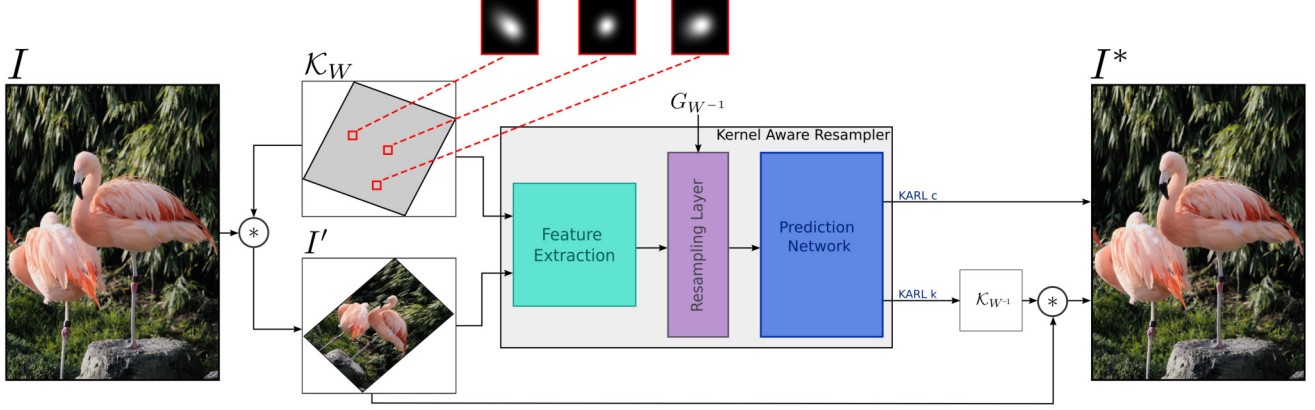 I
𝒦_W
I*
G_{W^{-1}}
Kernel Aware Resampler
Feature
Extraction
Resampling Layer
Prediction
Network
KARL c
KARL k
I′
𝒦_{W^{-1}}
*
*